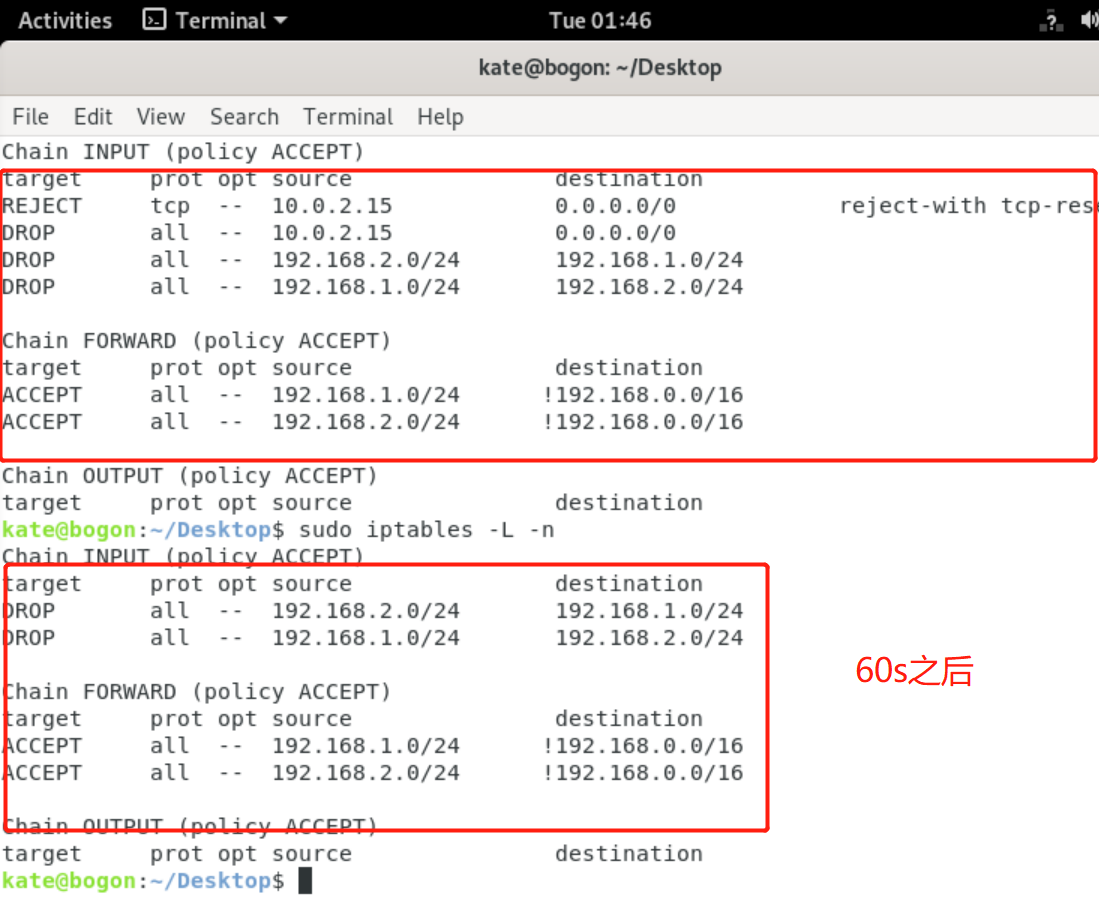 Activities Terminal Tue 01:46 ?
kate@bogon: ~/Desktop
File Edit View Search Terminal Help
Chain INPUT (policy ACCEPT)
target prot opt source destination
REJECT tcp -- 10.0.2.15 0.0.0.0/0 reject-with tcp-rese
DROP all -- 10.0.2.15 0.0.0.0/0
DROP all -- 192.168.2.0/24 192.168.1.0/24
DROP all -- 192.168.1.0/24 192.168.2.0/24
Chain FORWARD (policy ACCEPT)
target prot opt source destination
ACCEPT all -- 192.168.1.0/24 !192.168.0.0/16
ACCEPT all -- 192.168.2.0/24 !192.168.0.0/16
Chain OUTPUT (policy ACCEPT)
target prot opt source destination
kate@bogon:~/Desktop$ sudo iptables -L -n
Chain INPUT (policy ACCEPT)
target prot opt source destination
DROP all -- 192.168.2.0/24 192.168.1.0/24
DROP all -- 192.168.1.0/24 192.168.2.0/24
60s之后
Chain FORWARD (policy ACCEPT)
target prot opt source destination
ACCEPT all -- 192.168.1.0/24 !192.168.0.0/16
ACCEPT all -- 192.168.2.0/24 !192.168.0.0/16
Chain OUTPUT (policy ACCEPT)
target prot opt source destination
kate@bogon:~/Desktop$